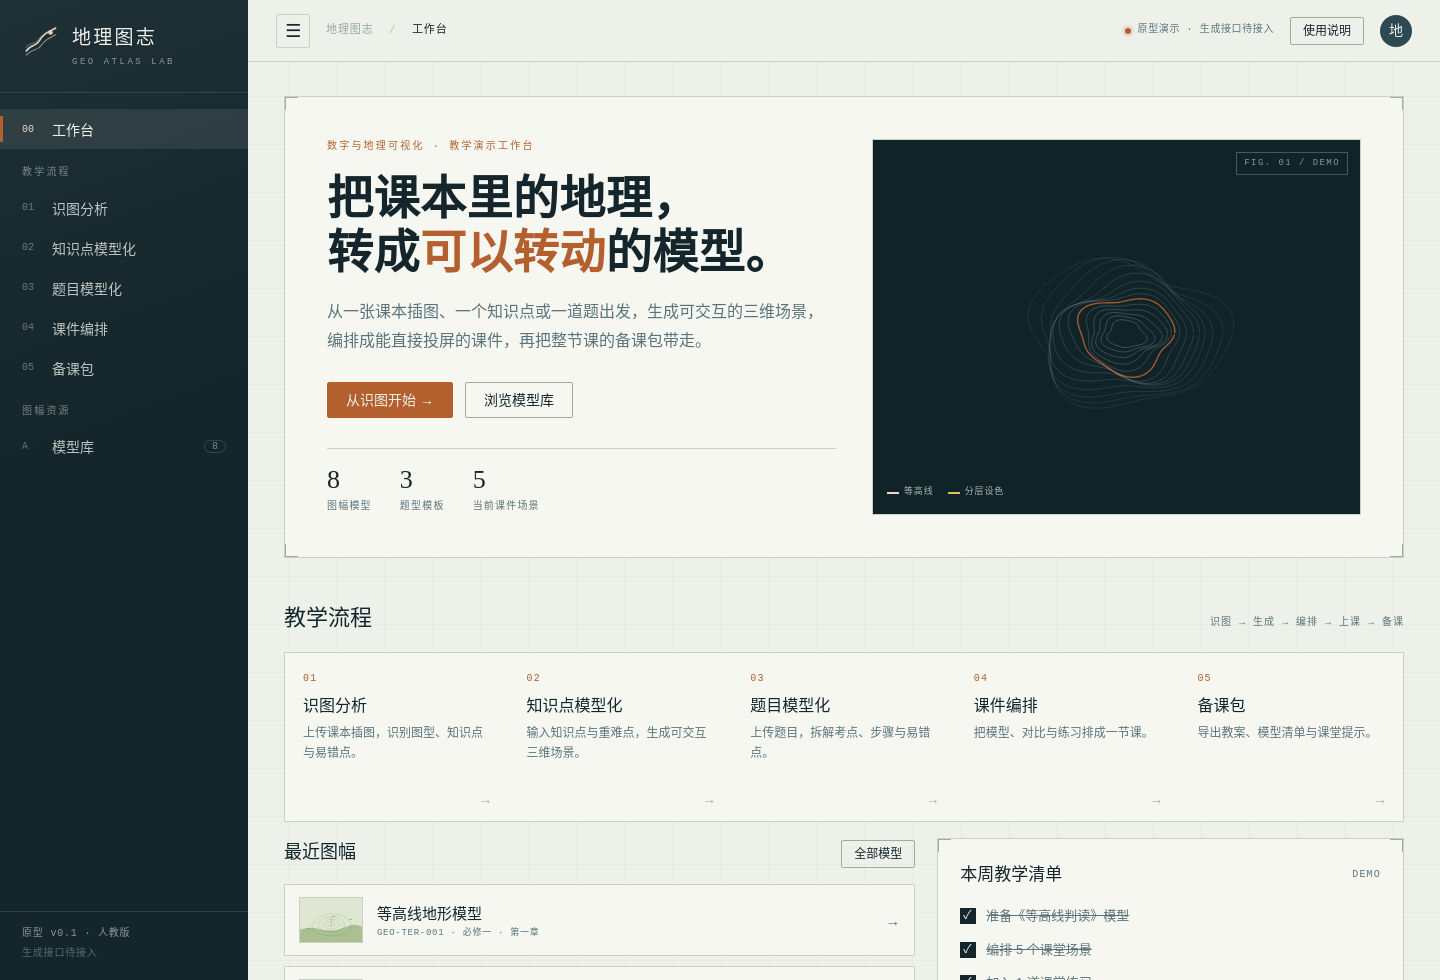 地理图志
GEO ATLAS LAB
00 工作台
教学流程
01 识图分析
02 知识点模型化
03 题目模型化
04 课件编排
05 备课包
图幅资源
A 模型库 8
原型 v0.1 · 人教版
生成接口待接入
☰ 地理图志 / 工作台
原型演示 · 生成接口待接入
使用说明
地
数字与地理可视化 · 教学演示工作台
把课本里的地理，
转成可以转动的模型。
从一张课本插图、一个知识点或一道题出发，生成可交互的三维场景，
编排成能直接投屏的课件，再把整节课的备课包带走。
从识图开始 →
浏览模型库
8
图幅模型
3
题型模板
5
当前课件场景
FIG. 01 / DEMO
等高线
分层设色
教学流程
识图 → 生成 → 编排 → 上课 → 备课
01
识图分析
上传课本插图，识别图型、知识点
与易错点。
→
02
知识点模型化
输入知识点与重难点，生成可交互
三维场景。
→
03
题目模型化
上传题目，拆解考点、步骤与易错
点。
→
04
课件编排
把模型、对比与练习排成一节课。
→
05
备课包
导出教案、模型清单与课堂提示。
→
最近图幅
全部模型
等高线地形模型
GEO-TER-001 · 必修一 · 第一章
→
本周教学清单
DEMO
✓ 准备《等高线判读》模型
✓ 编排 5 个课堂场景